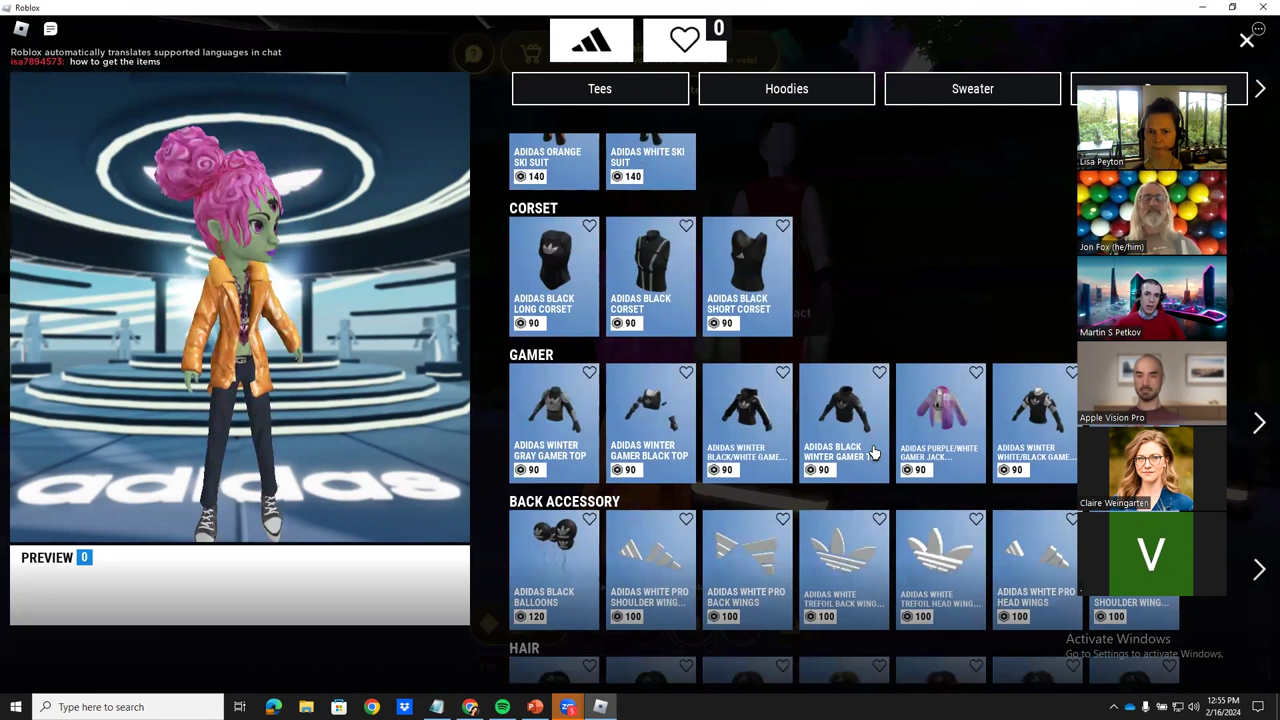 Roblox
Roblox automatically translates supported languages in chat
isa7894573: how to get the items
0
Tees
Hoodies
Sweater
ADIDAS ORANGE
SKI SUIT
140
ADIDAS WHITE SKI
SUIT
140
CORSET
ADIDAS BLACK
LONG CORSET
90
ADIDAS BLACK
CORSET
90
ADIDAS BLACK
SHORT CORSET
90
GAMER
ADIDAS WINTER
GRAY GAMER TOP
90
ADIDAS WINTER
GAMER BLACK TOP
90
ADIDAS WINTER
BLACK/WHITE GAME...
90
ADIDAS BLACK
WINTER GAMER
90
ADIDAS PURPLE/WHITE
GAMER JACK...
90
ADIDAS WINTER
WHITE/BLACK GAME...
90
BACK ACCESSORY
ADIDAS BLACK
BALLOONS
120
ADIDAS WHITE PRO
SHOULDER WING...
100
ADIDAS WHITE PRO
BACK WINGS
100
ADIDAS WHITE
TREFOIL BACK WING...
100
ADIDAS WHITE
TREFOIL HEAD WING...
100
ADIDAS WHITE PRO
HEAD WINGS
100
SHOULDER WING...
100
HAIR
adidas
PREVIEW 0
Lisa Peyton
Jon Fox (he/him)
Martin S Petkov
Apple Vision Pro
Claire Weingarten
V
Activate Windows
Go to Settings to activate Windows.
Type here to search
12:55 PM
2/16/2024